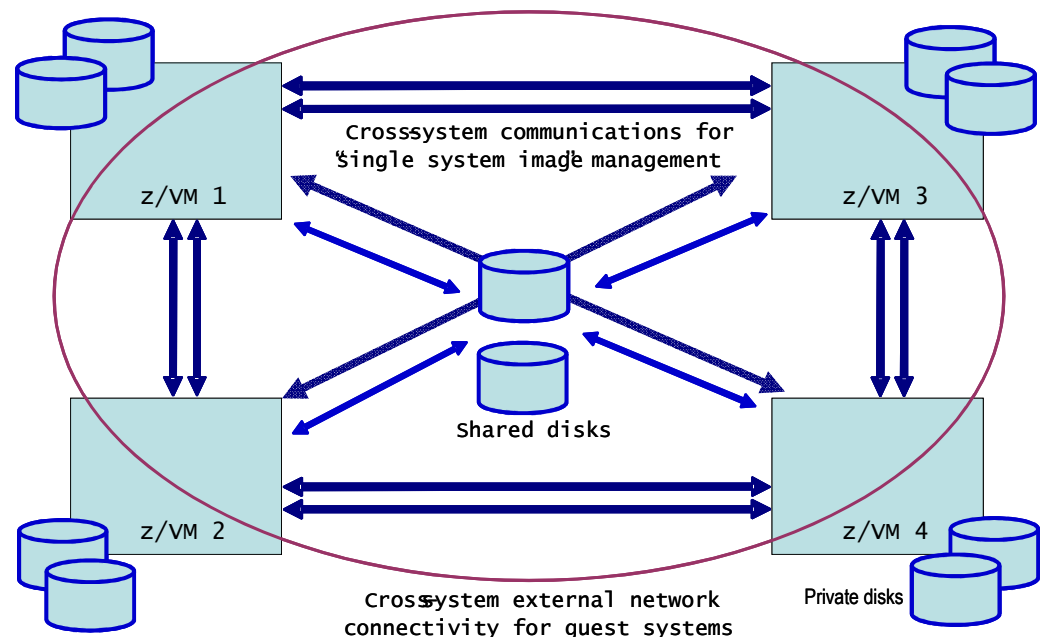 Cross-system communications for
“single system image” management
z/VM 1
z/VM 3
Shared disks
z/VM 2
z/VM 4
Private disks
Cross-system external network
connectivity for guest systems